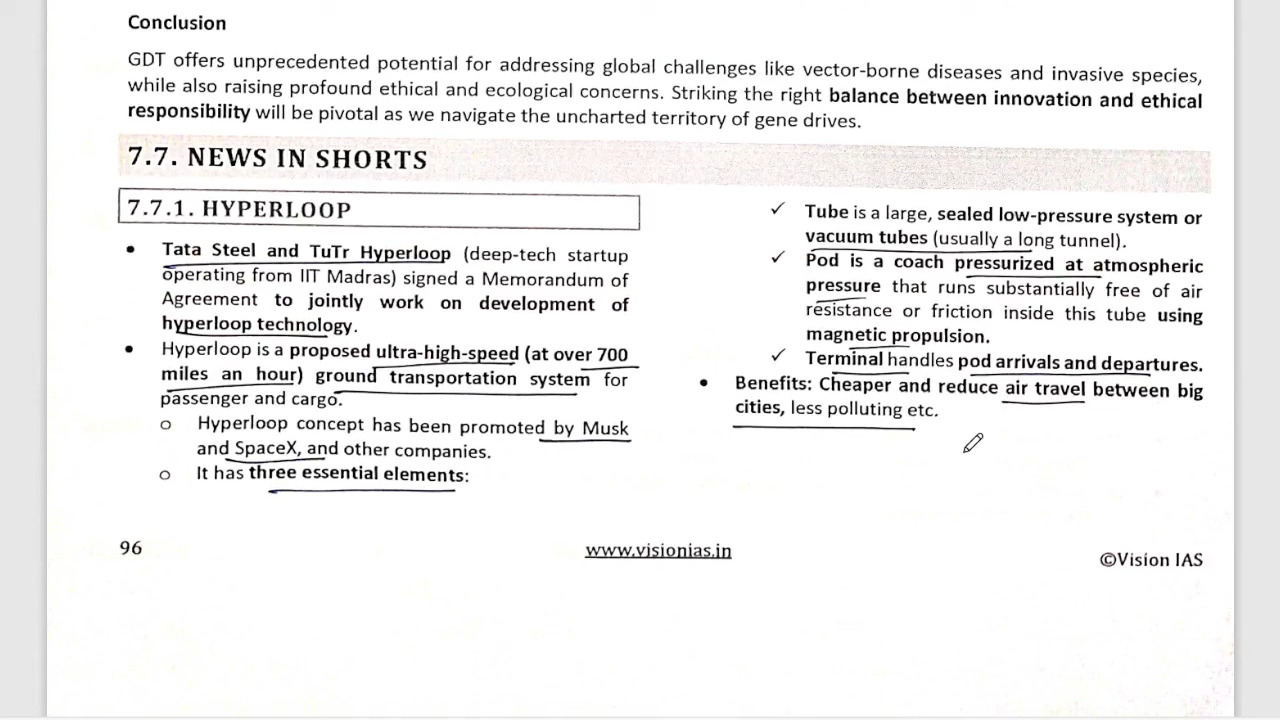 Conclusion
GDT offers unprecedented potential for addressing global challenges like vector-borne diseases and invasive species,
while also raising profound ethical and ecological concerns. Striking the right balance between innovation and ethical
responsibility will be pivotal as we navigate the uncharted territory of gene drives.
7.7. NEWS IN SHORTS
7.7.1. HYPERLOOP
• Tata Steel and TuTr Hyperloop (deep-tech startup
operating from IIT Madras) signed a Memorandum of
Agreement to jointly work on development of
hyperloop technology.
• Hyperloop is a proposed ultra-high-speed (at over 700
miles an hour) ground transportation system for
passenger and cargo.
o Hyperloop concept has been promoted by Musk
and SpaceX, and other companies.
o It has three essential elements:
✓ Tube is a large, sealed low-pressure system or
vacuum tubes (usually a long tunnel).
✓ Pod is a coach pressurized at atmospheric
pressure that runs substantially free of air
resistance or friction inside this tube using
magnetic propulsion.
✓ Terminal handles pod arrivals and departures.
• Benefits: Cheaper and reduce air travel between big
cities, less polluting etc.
96
www.visionias.in
©Vision IAS